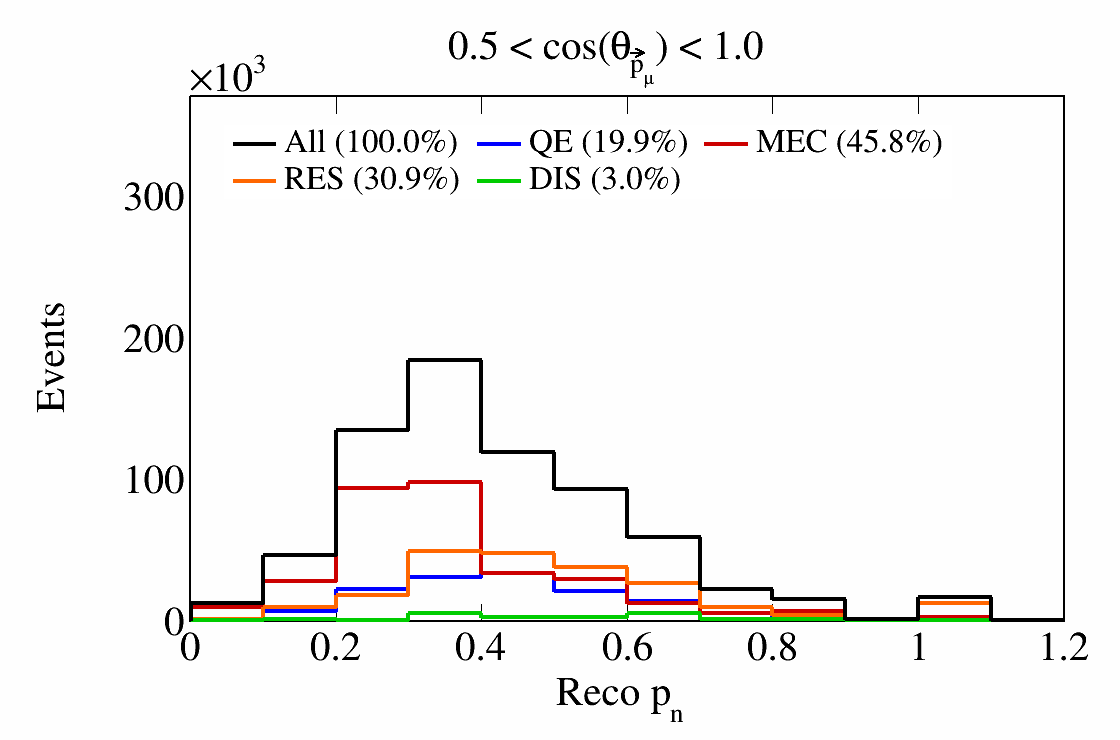 0.5 < cos(θ_{\vec{p}_μ}) < 1.0
×10³
All (100.0%) QE (19.9%) MEC (45.8%)
RES (30.9%) DIS (3.0%)
300
200
100
0
Events
0 0.2 0.4 0.6 0.8 1 1.2
Reco p_n